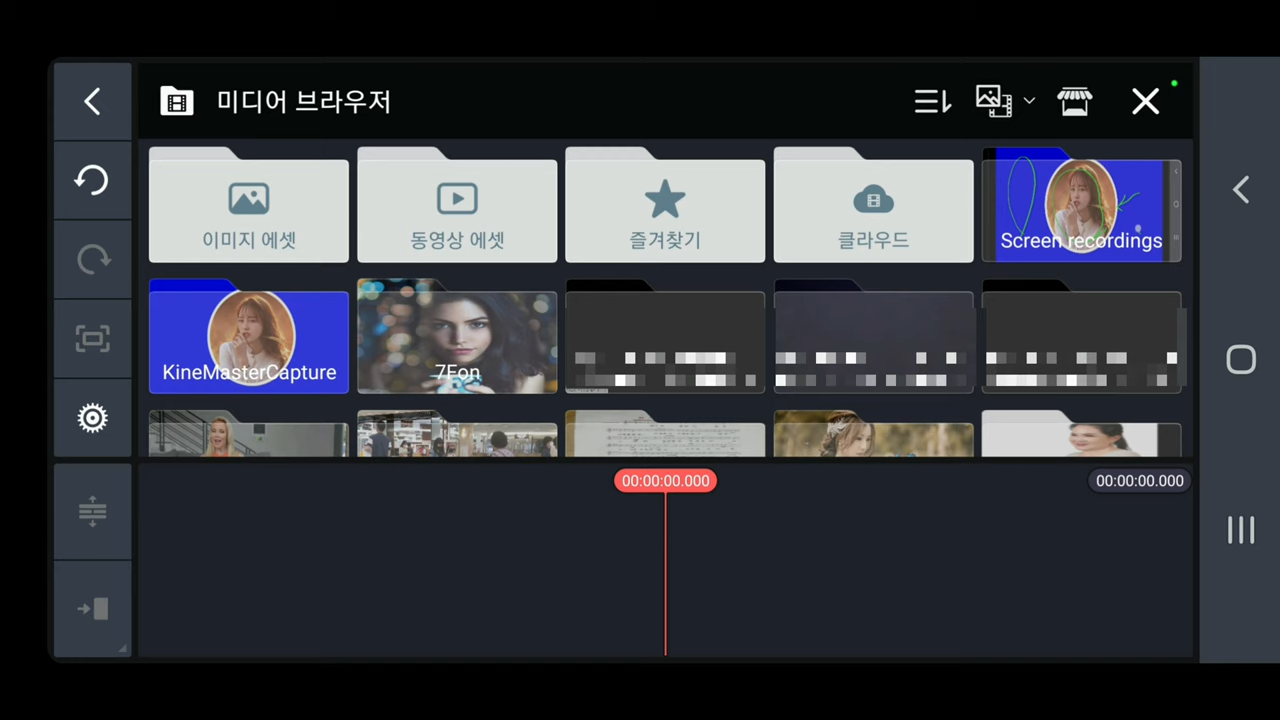 미디어 브라우저
이미지 에셋
동영상 에셋
즐겨찾기
클라우드
Screen recordings
KineMasterCapture
7Fon
00:00:00.000
00:00:00.000